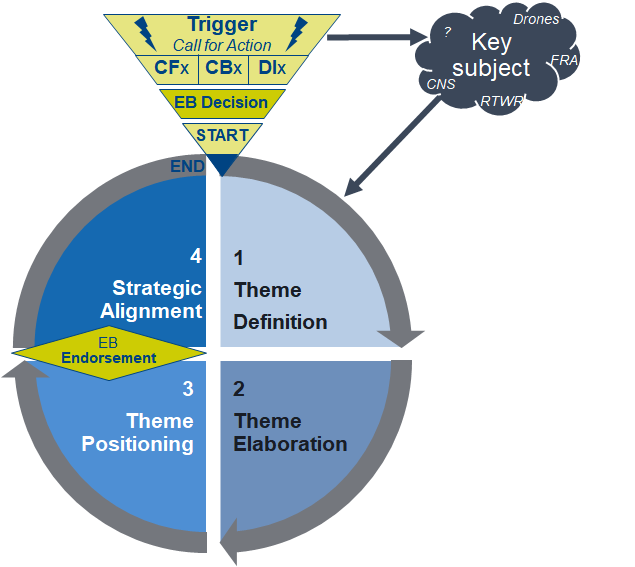 Trigger
Call for Action
CFx CBx DIx
EB Decision
START
END
Drones
?
Key
subject
FRA
CNS
RTWR
4
Strategic
Alignment
1
Theme
Definition
EB
Endorsement
3
Theme
Positioning
2
Theme
Elaboration